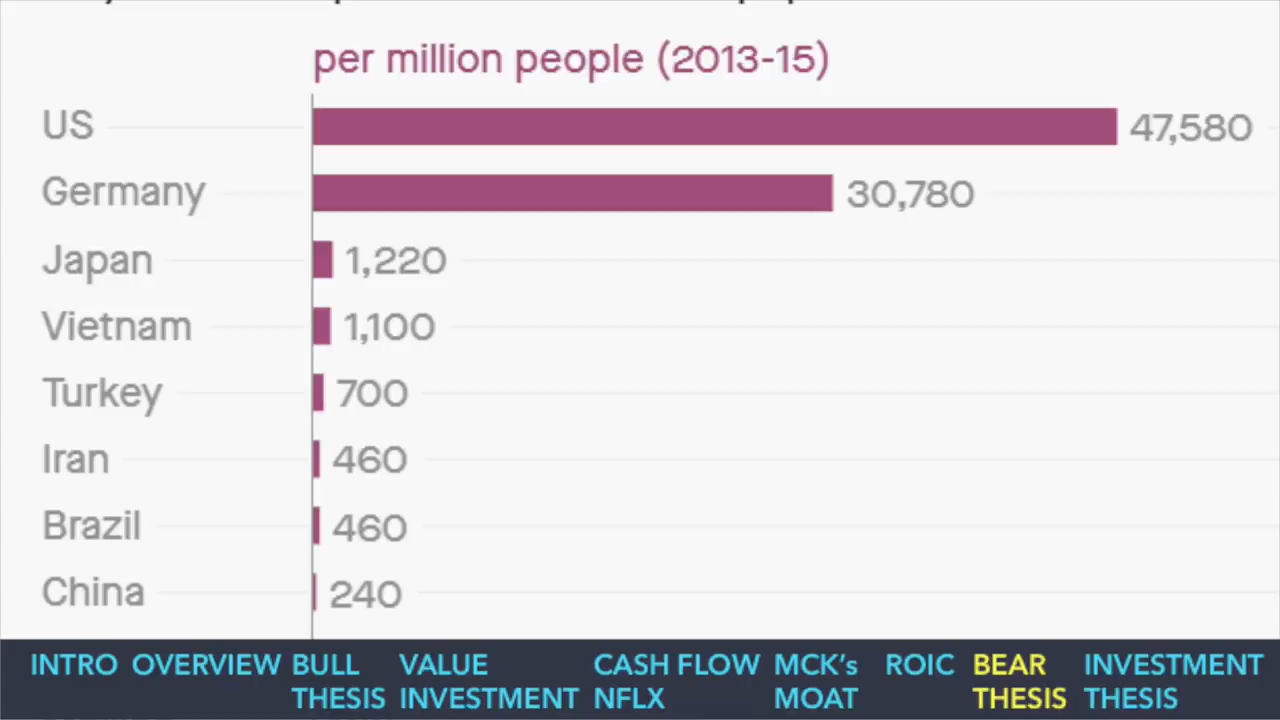 per million people (2013-15)
US 47,580
Germany 30,780
Japan 1,220
Vietnam 1,100
Turkey 700
Iran 460
Brazil 460
China 240
INTRO OVERVIEW BULL THESIS VALUE INVESTMENT CASH FLOW NFLX MCK's MOAT ROIC BEAR THESIS INVESTMENT THESIS